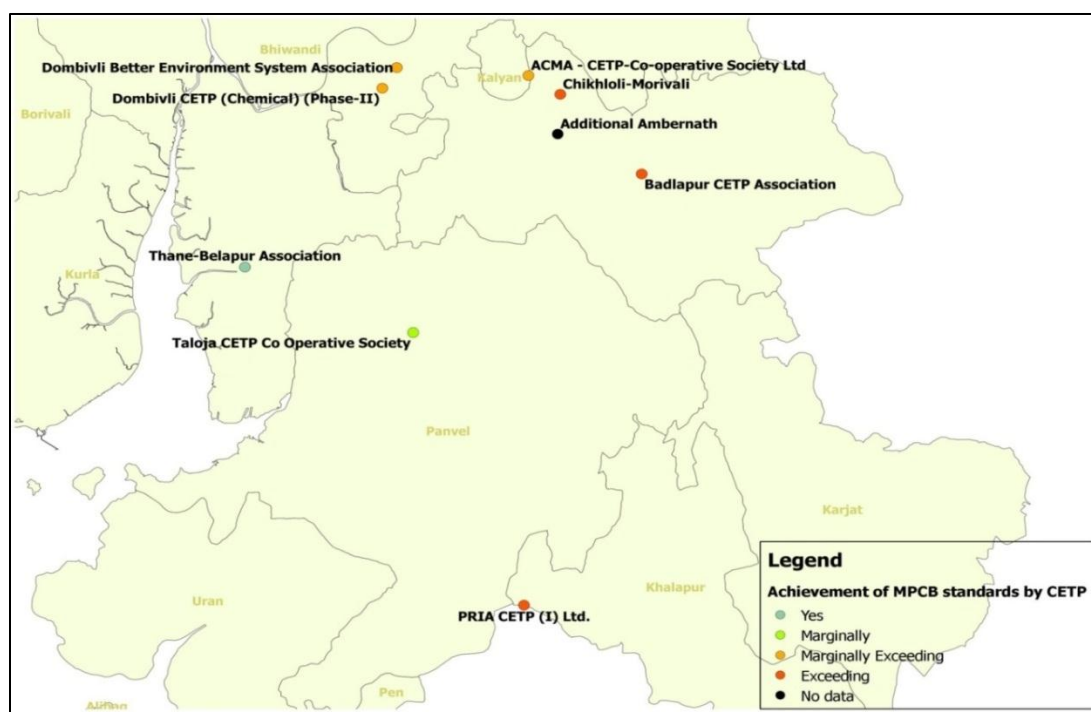 Bhiwandi
Dombivli Better Environment System Association
Dombivli CETP (Chemical) (Phase-II)
Kalyan
ACMA - CETP-Co-operative Society Ltd
Chikhloli-Morivali
Borivali
Additional Ambernath
Badlapur CETP Association
Thane-Belapur Association
Kurla
Taloja CETP Co Operative Society
Panvel
Karjat
Khalapur
Uran
PRIA CETP (I) Ltd.
Pen
Legend
Achievement of MPCB standards by CETP
Yes
Marginally
Marginally Exceeding
Exceeding
No data